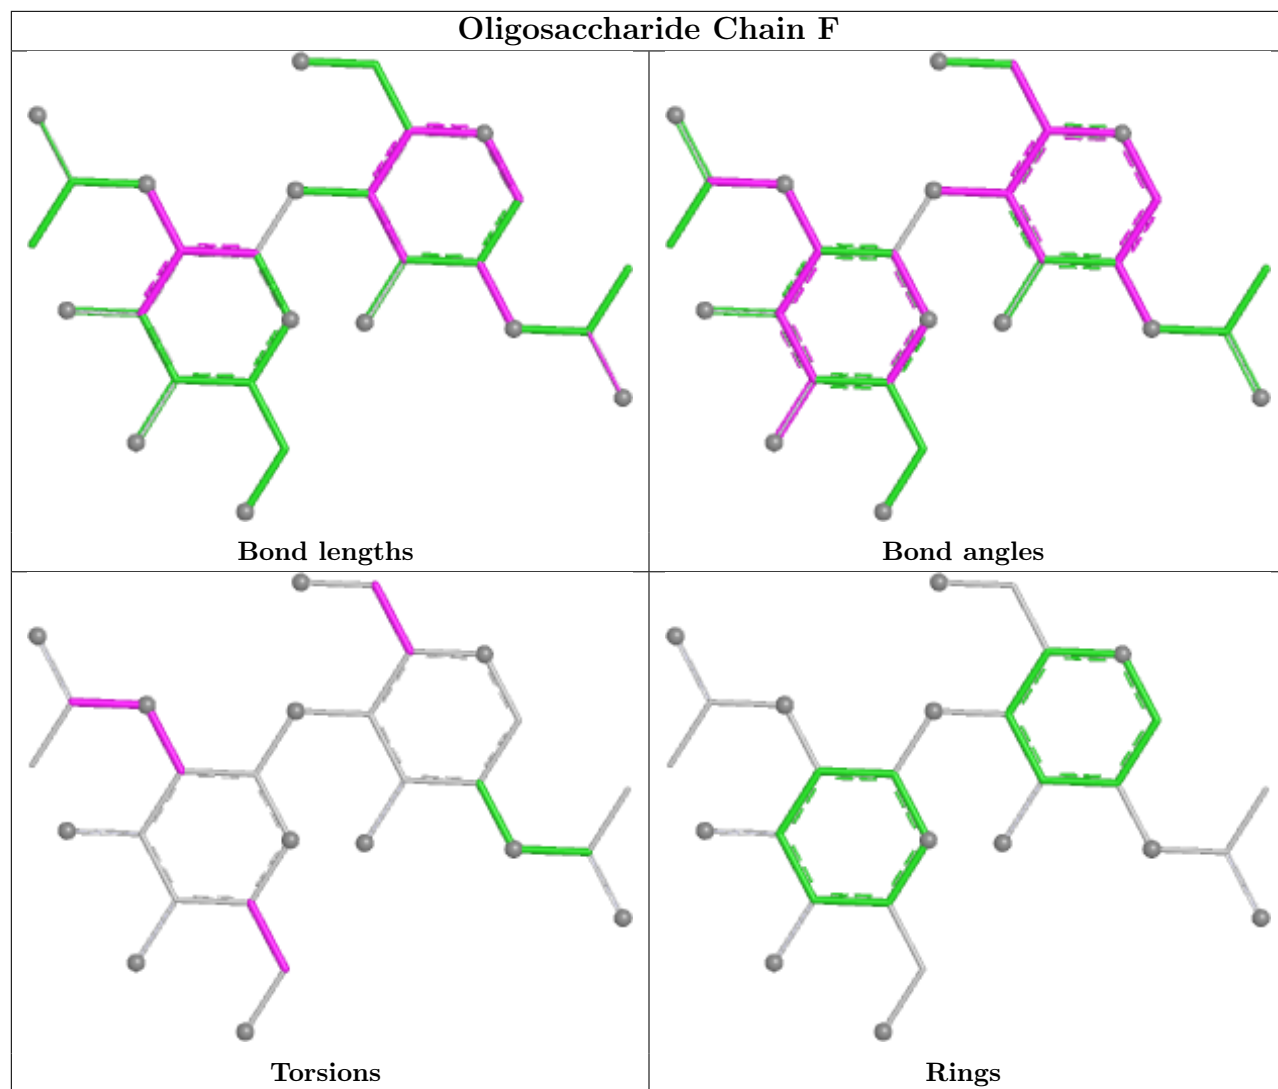 Oligosaccharide Chain F
Bond lengths
Bond angles
Torsions
Rings